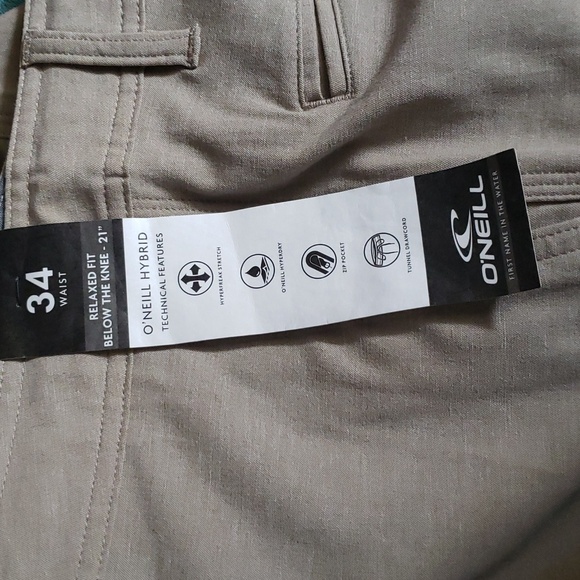 34
WAIST
RELAXED FIT
BELOW THE KNEE - 21"
O'NEILL HYBRID
TECHNICAL FEATURES
HYPERFREAK STRETCH
O'NEILL HYPERDRY
ZIP POCKET
TUNNEL DRAWCORD
O'NEILL
FIRST NAME IN THE WATER